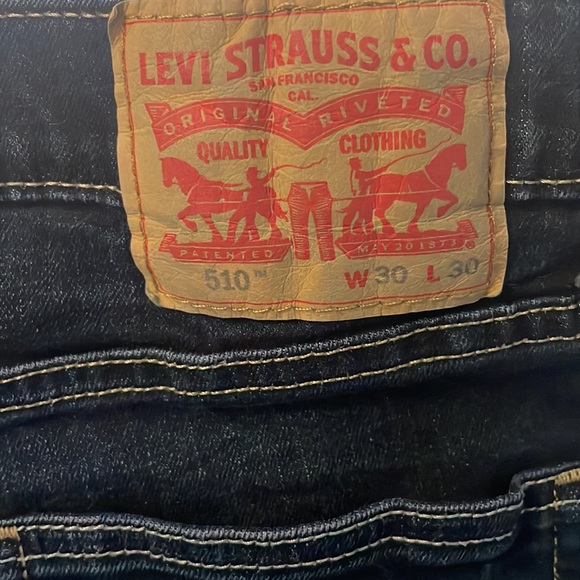 LEVI STRAUSS & CO.
SAN FRANCISCO
CAL.
ORIGINAL RIVETED
QUALITY CLOTHING
PATENTED MAY 20 1873
510™ W 30 L 30